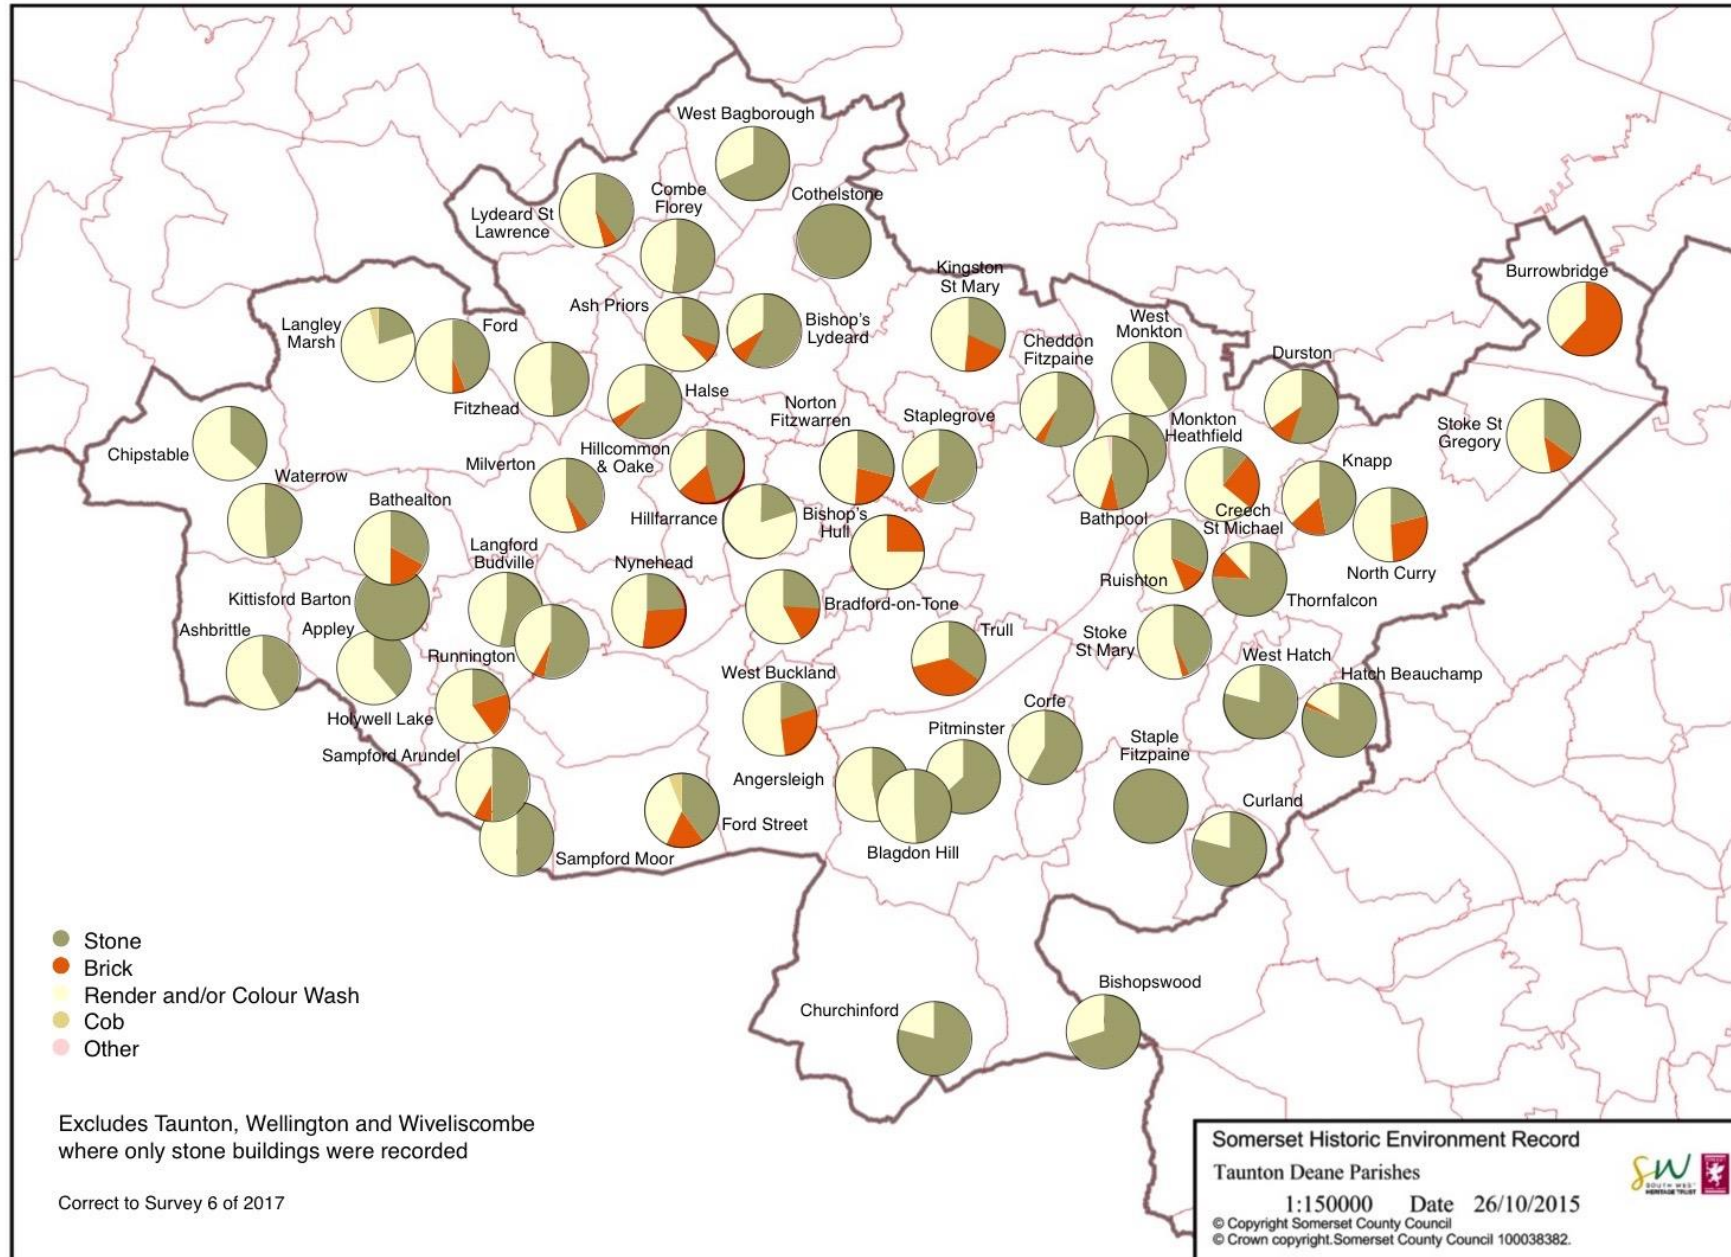 West Bagborough
Cothelstone
Combe
Florey
Lydeard St
Lawrence
Kingston
St Mary
Burrowbridge
Ash Priors
Bishop's
Lydeard
Langley
Marsh
Ford
West
Monkton
Cheddon
Fitzpaine
Durston
Fitzhead
Halse
Norton
Fitzwarren
Staplegrove
Monkton
Heathfield
Stoke St
Gregory
Chipstable
Waterrow
Milverton
Hillcommon
& Oake
Knapp
Bathealton
Hillfarrance
Bishop's
Hull
Bathpool
Creech
St Michael
Langford
Budville
Nynehead
Ruishton
North Curry
Kittisford Barton
Bradford-on-Tone
Thornfalcon
Ashbrittle
Appley
Runnington
Trull
Stoke
St Mary
West Hatch
Hatch Beauchamp
West Buckland
Holywell Lake
Corfe
Pitminster
Staple
Fitzpaine
Sampford Arundel
Angersleigh
Curland
Ford Street
Blagdon Hill
Sampford Moor
Bishopswood
Churchinford
Stone
Brick
Render and/or Colour Wash
Cob
Other
Excludes Taunton, Wellington and Wiveliscombe
where only stone buildings were recorded
Correct to Survey 6 of 2017
Somerset Historic Environment Record
Taunton Deane Parishes
1:150000 Date 26/10/2015
© Copyright Somerset County Council
© Crown copyright.Somerset County Council 100038382.
SW
SOUTH WEST
HERITAGE TRUST